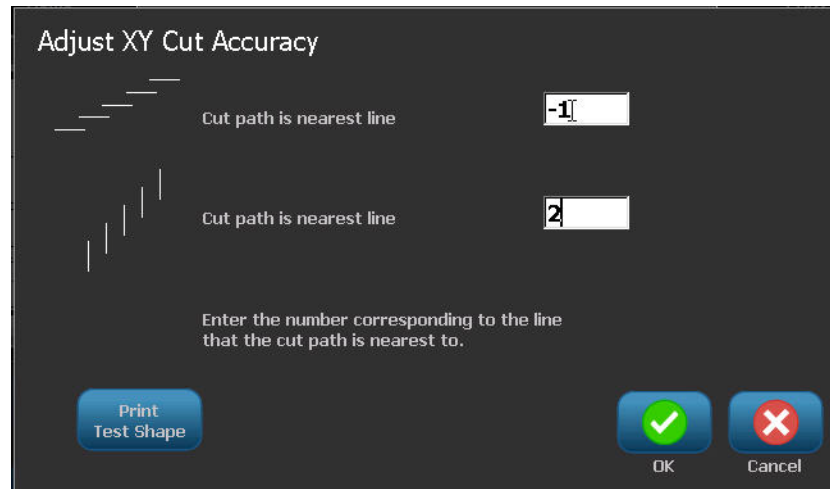 Adjust XY Cut Accuracy
Cut path is nearest line
-1
Cut path is nearest line
2
Enter the number corresponding to the line
that the cut path is nearest to.
Print
Test Shape
OK
Cancel